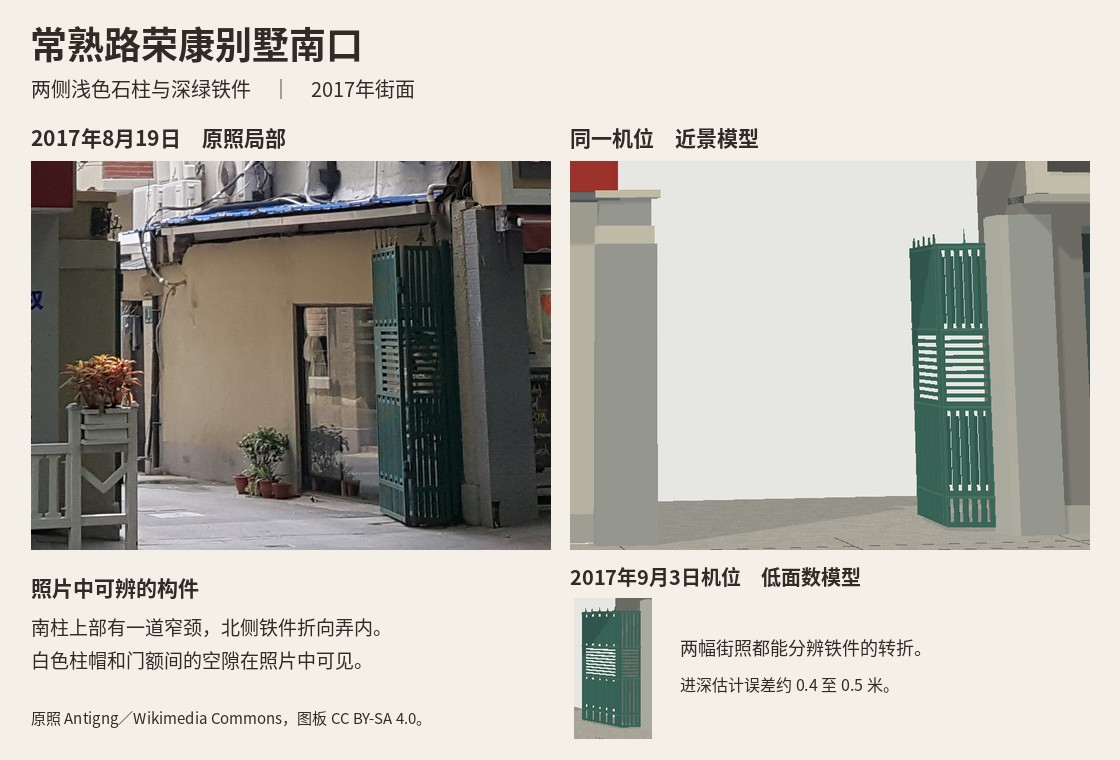 常熟路荣康别墅南口
两侧浅色石柱与深绿铁件 ｜ 2017年街面
2017年8月19日 原照局部
同一机位 近景模型
照片中可辨的构件
南柱上部有一道窄颈，北侧铁件折向弄内。
白色柱帽和门额间的空隙在照片中可见。
原照 Antigng／Wikimedia Commons，图板 CC BY-SA 4.0。
2017年9月3日机位 低面数模型
两幅街照都能分辨铁件的转折。
进深估计误差约 0.4 至 0.5 米。